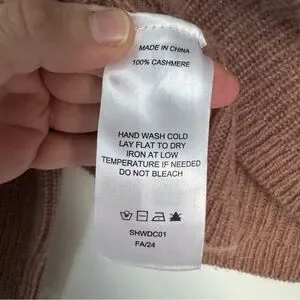 MADE IN CHINA
100% CASHMERE
HAND WASH COLD
LAY FLAT TO DRY
IRON AT LOW
TEMPERATURE IF NEEDED
DO NOT BLEACH
SHWDC01
FA/24